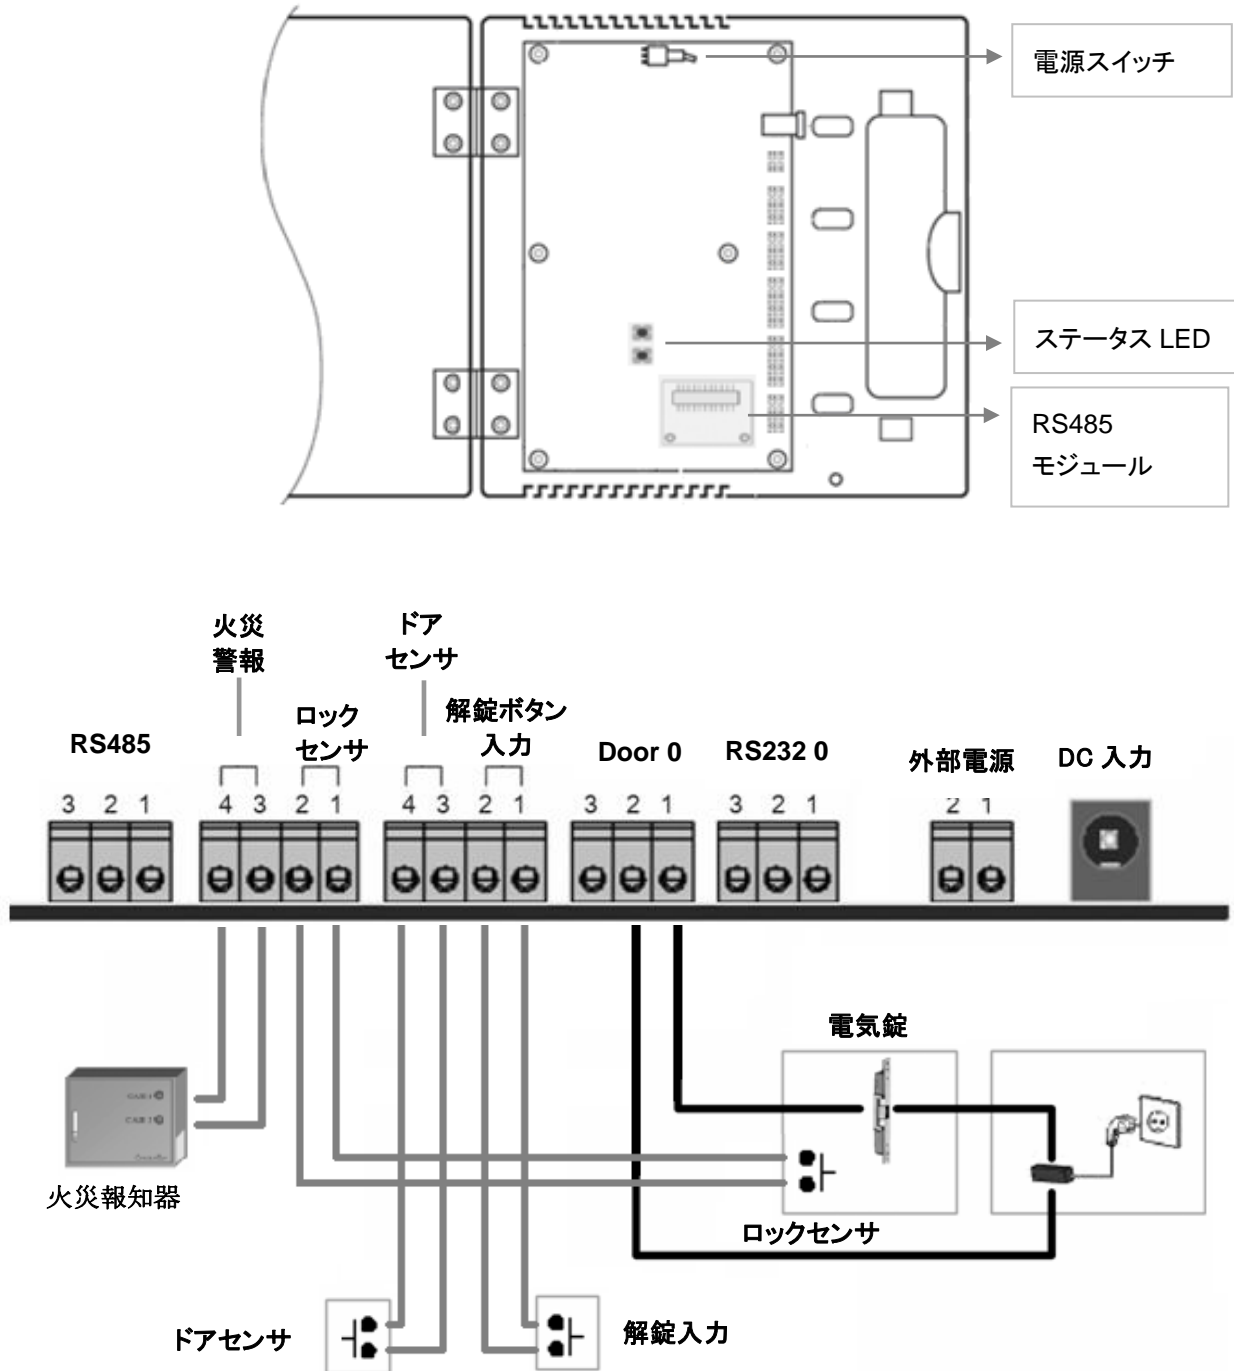 電源スイッチ
ステータス LED
RS485
モジュール
火災
警報
ドア
センサ
ロック
センサ
解錠ボタン
入力
RS485
Door 0
RS232 0
外部電源
DC 入力
3 2 1
4 3 2 1
4 3 2 1
3 2 1
3 2 1
2 1
電気錠
火災報知器
ロックセンサ
ドアセンサ
解錠入力